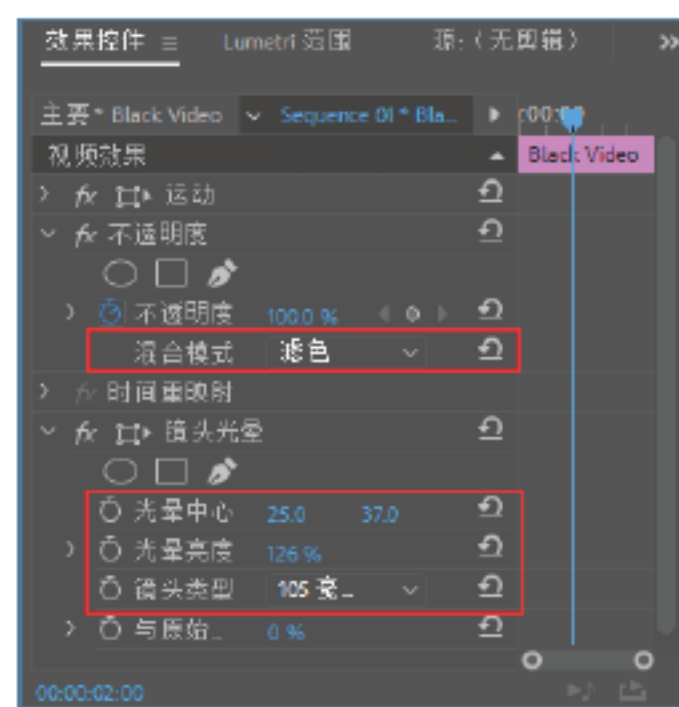 效果控件 ≡ Lumetri 范围 源:（无剪辑） »
主要 * Black Video Sequence 01 * Bla... :00:00
视频效果 Black Video
fx 运动
fx 不透明度
不透明度 100.0 %
混合模式 滤色
fx 时间重映射
fx 镜头光晕
光晕中心 25.0 37.0
光晕亮度 126 %
镜头类型 105 毫...
与原始... 0 %
00:00:02:00